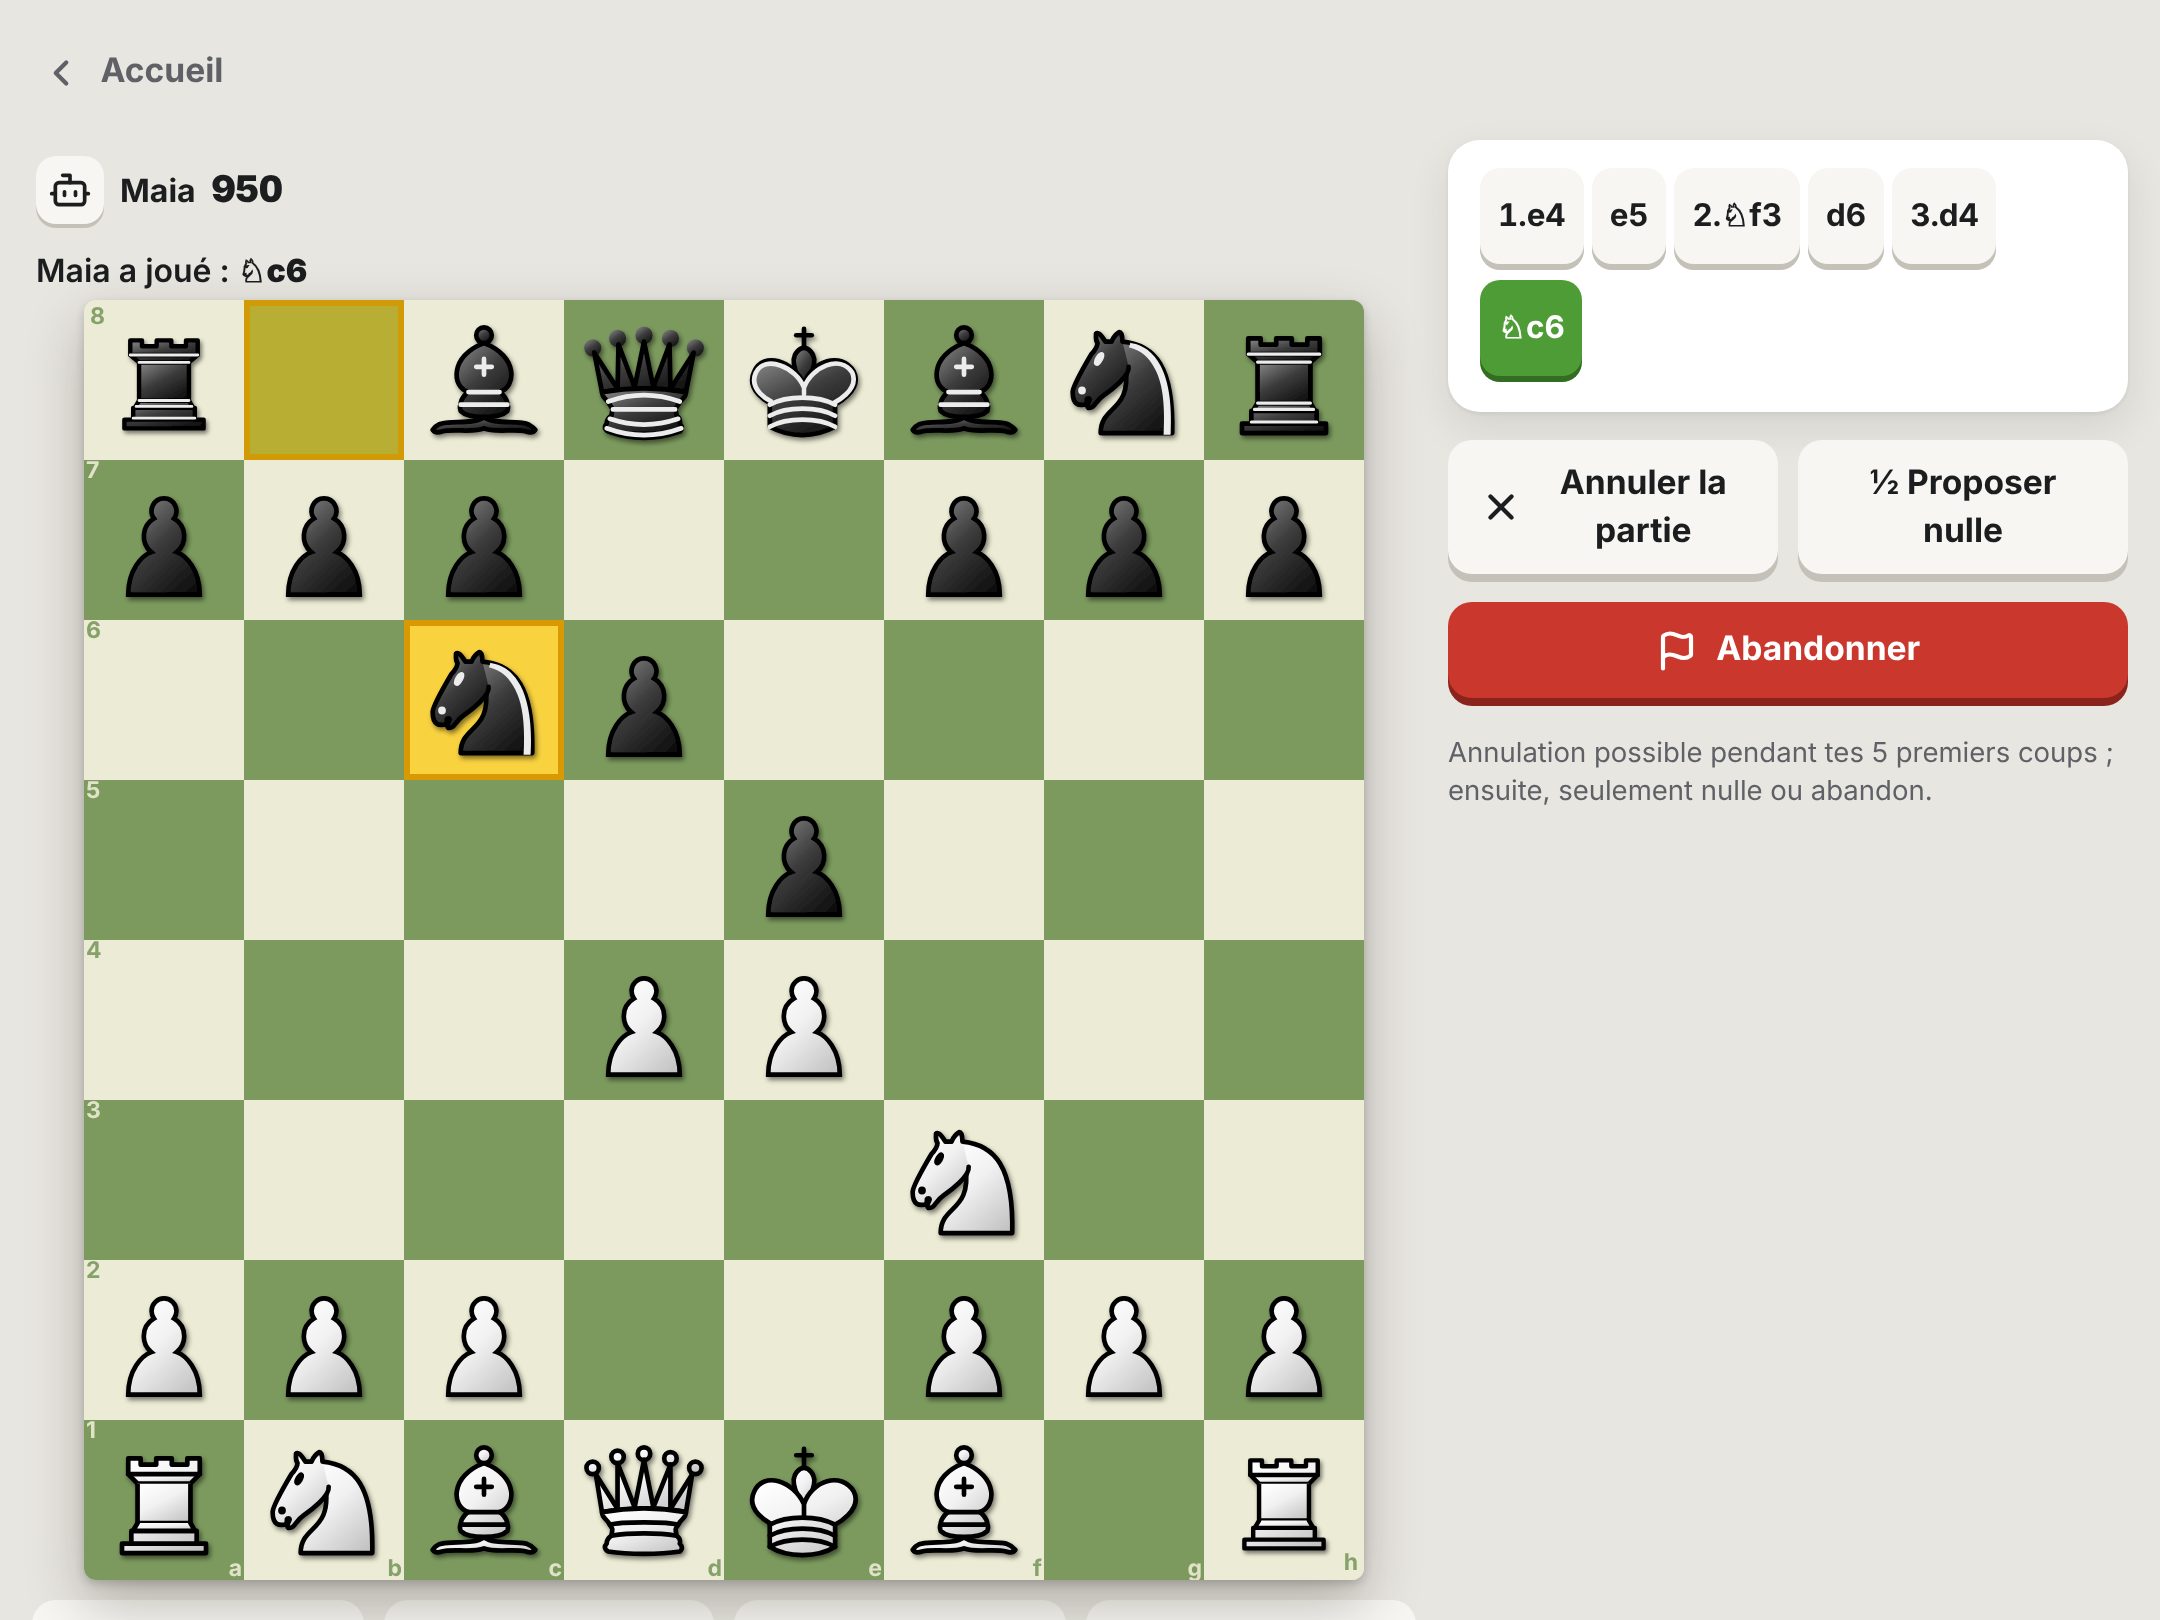 Accueil
Maia 950
Maia a joué : ♘c6
1.e4 e5 2.♘f3 d6 3.d4
♘c6
Annuler la
partie
½ Proposer
nulle
Abandonner
Annulation possible pendant tes 5 premiers coups ;
ensuite, seulement nulle ou abandon.
8
7
6
5
4
3
2
1
a b c d e f g h